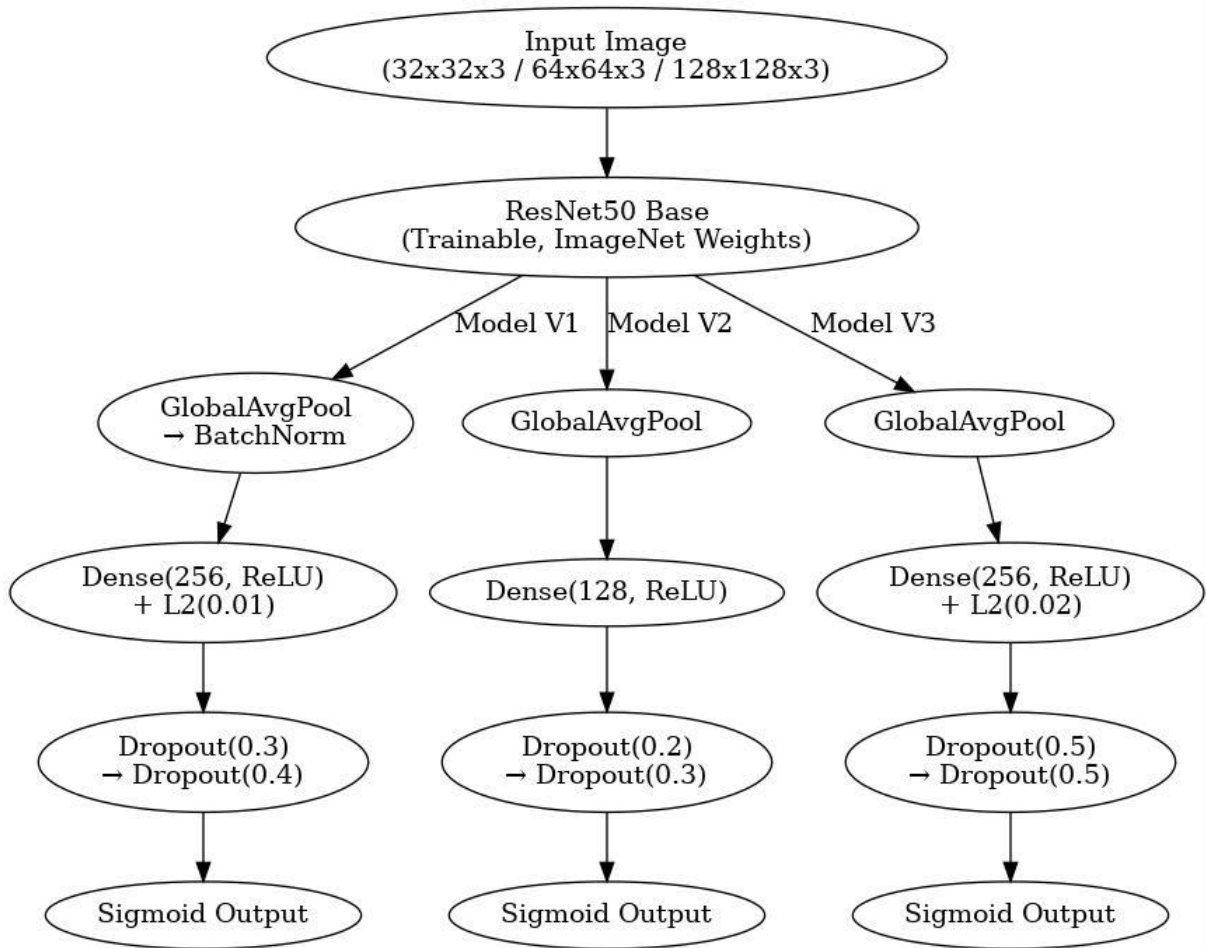 Input Image
(32x32x3 / 64x64x3 / 128x128x3)
ResNet50 Base
(Trainable, ImageNet Weights)
Model V1
Model V2
Model V3
GlobalAvgPool
→ BatchNorm
GlobalAvgPool
GlobalAvgPool
Dense(256, ReLU)
+ L2(0.01)
Dense(128, ReLU)
Dense(256, ReLU)
+ L2(0.02)
Dropout(0.3)
→ Dropout(0.4)
Dropout(0.2)
→ Dropout(0.3)
Dropout(0.5)
→ Dropout(0.5)
Sigmoid Output
Sigmoid Output
Sigmoid Output